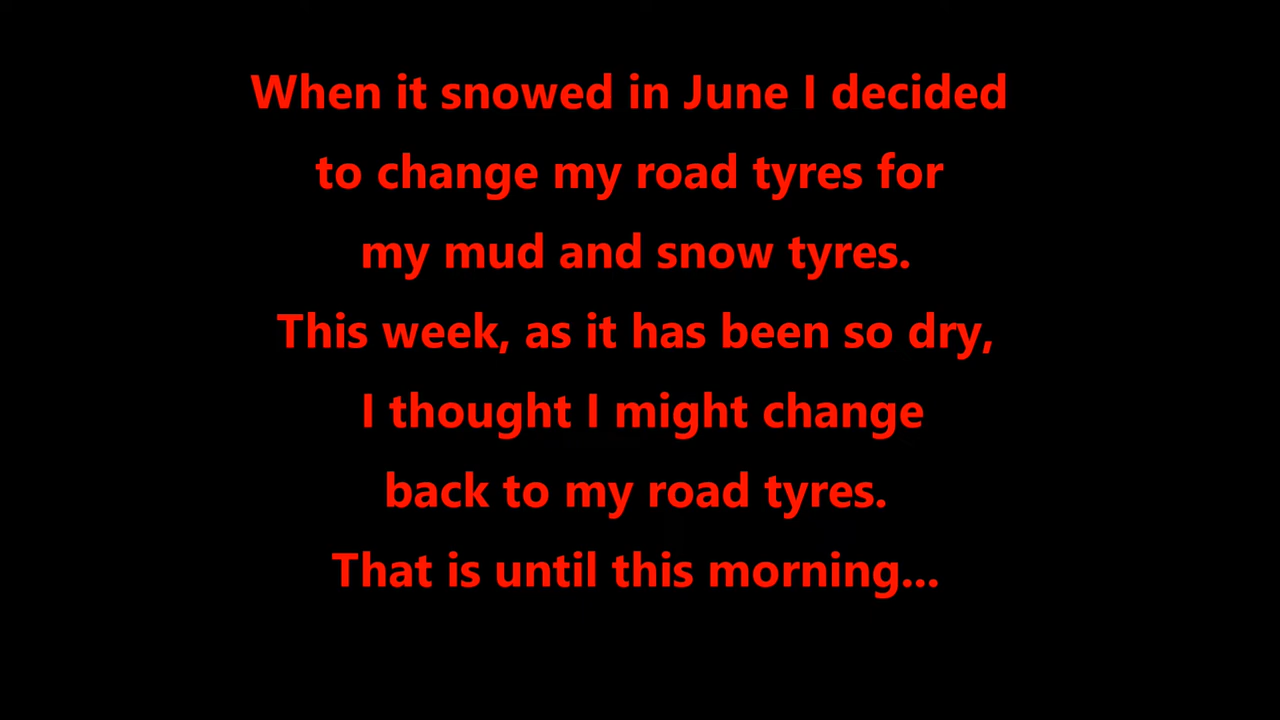 When it snowed in June I decided
to change my road tyres for
my mud and snow tyres.
This week, as it has been so dry,
I thought I might change
back to my road tyres.
That is until this morning...